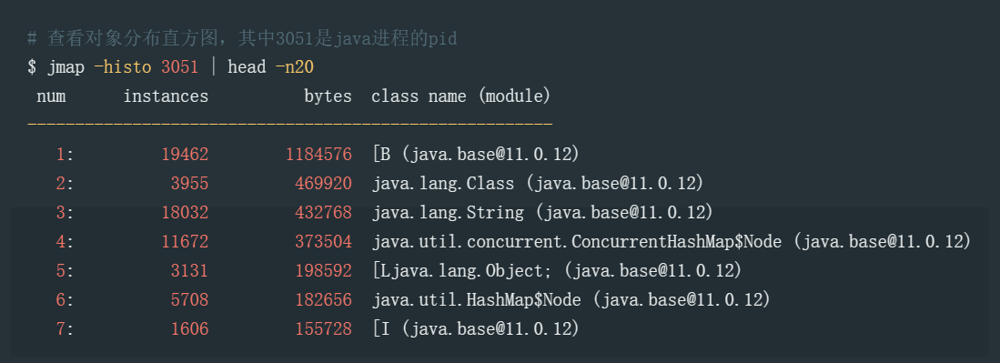 # 查看对象分布直方图，其中3051是java进程的pid
$ jmap -histo 3051 | head -n20
num instances bytes class name (module)
-------------------------------------------------------
1: 19462 1184576 [B (java.base@11.0.12)
2: 3955 469920 java.lang.Class (java.base@11.0.12)
3: 18032 432768 java.lang.String (java.base@11.0.12)
4: 11672 373504 java.util.concurrent.ConcurrentHashMap$Node (java.base@11.0.12)
5: 3131 198592 [Ljava.lang.Object; (java.base@11.0.12)
6: 5708 182656 java.util.HashMap$Node (java.base@11.0.12)
7: 1606 155728 [I (java.base@11.0.12)